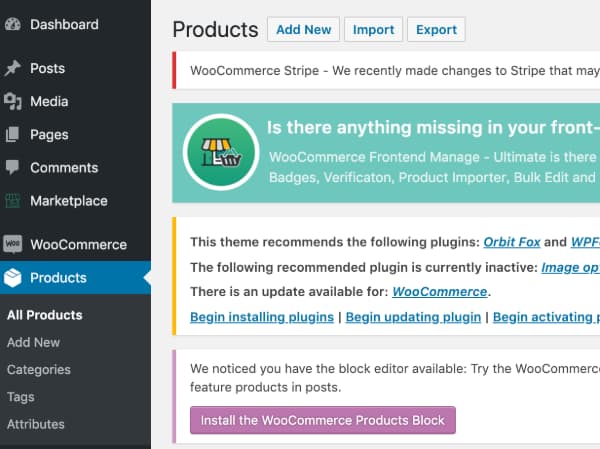 Dashboard
Posts
Media
Pages
Comments
Marketplace
Woo WooCommerce
Products
All Products
Add New
Categories
Tags
Attributes
Products Add New Import Export
WooCommerce Stripe - We recently made changes to Stripe that may
Is there anything missing in your front-
WooCommerce Frontend Manage - Ultimate is there
Badges, Verificaton, Product Importer, Bulk Edit and
This theme recommends the following plugins: Orbit Fox and WPF
The following recommended plugin is currently inactive: Image op
There is an update available for: WooCommerce.
Begin installing plugins | Begin updating plugin | Begin activating p
We noticed you have the block editor available: Try the WooCommerc
feature products in posts.
Install the WooCommerce Products Block